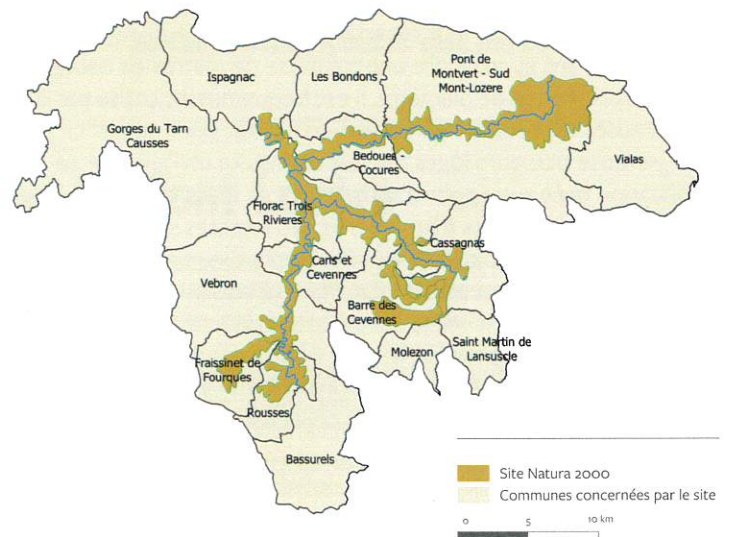 Pont de
Montvert - Sud
Mont-Lozere
Ispagnac
Les Bondons
Gorges du Tarn
Causses
Vialas
Bedoues -
Cocures
Florac Trois
Rivieres
Cassagnas
Cans et
Cevennes
Vebron
Barre des
Cevennes
Saint Martin de
Lansuscle
Molezon
Fraissinet de
Fourques
Rousses
Bassurels
Site Natura 2000
Communes concernées par le site
0 5 10 km